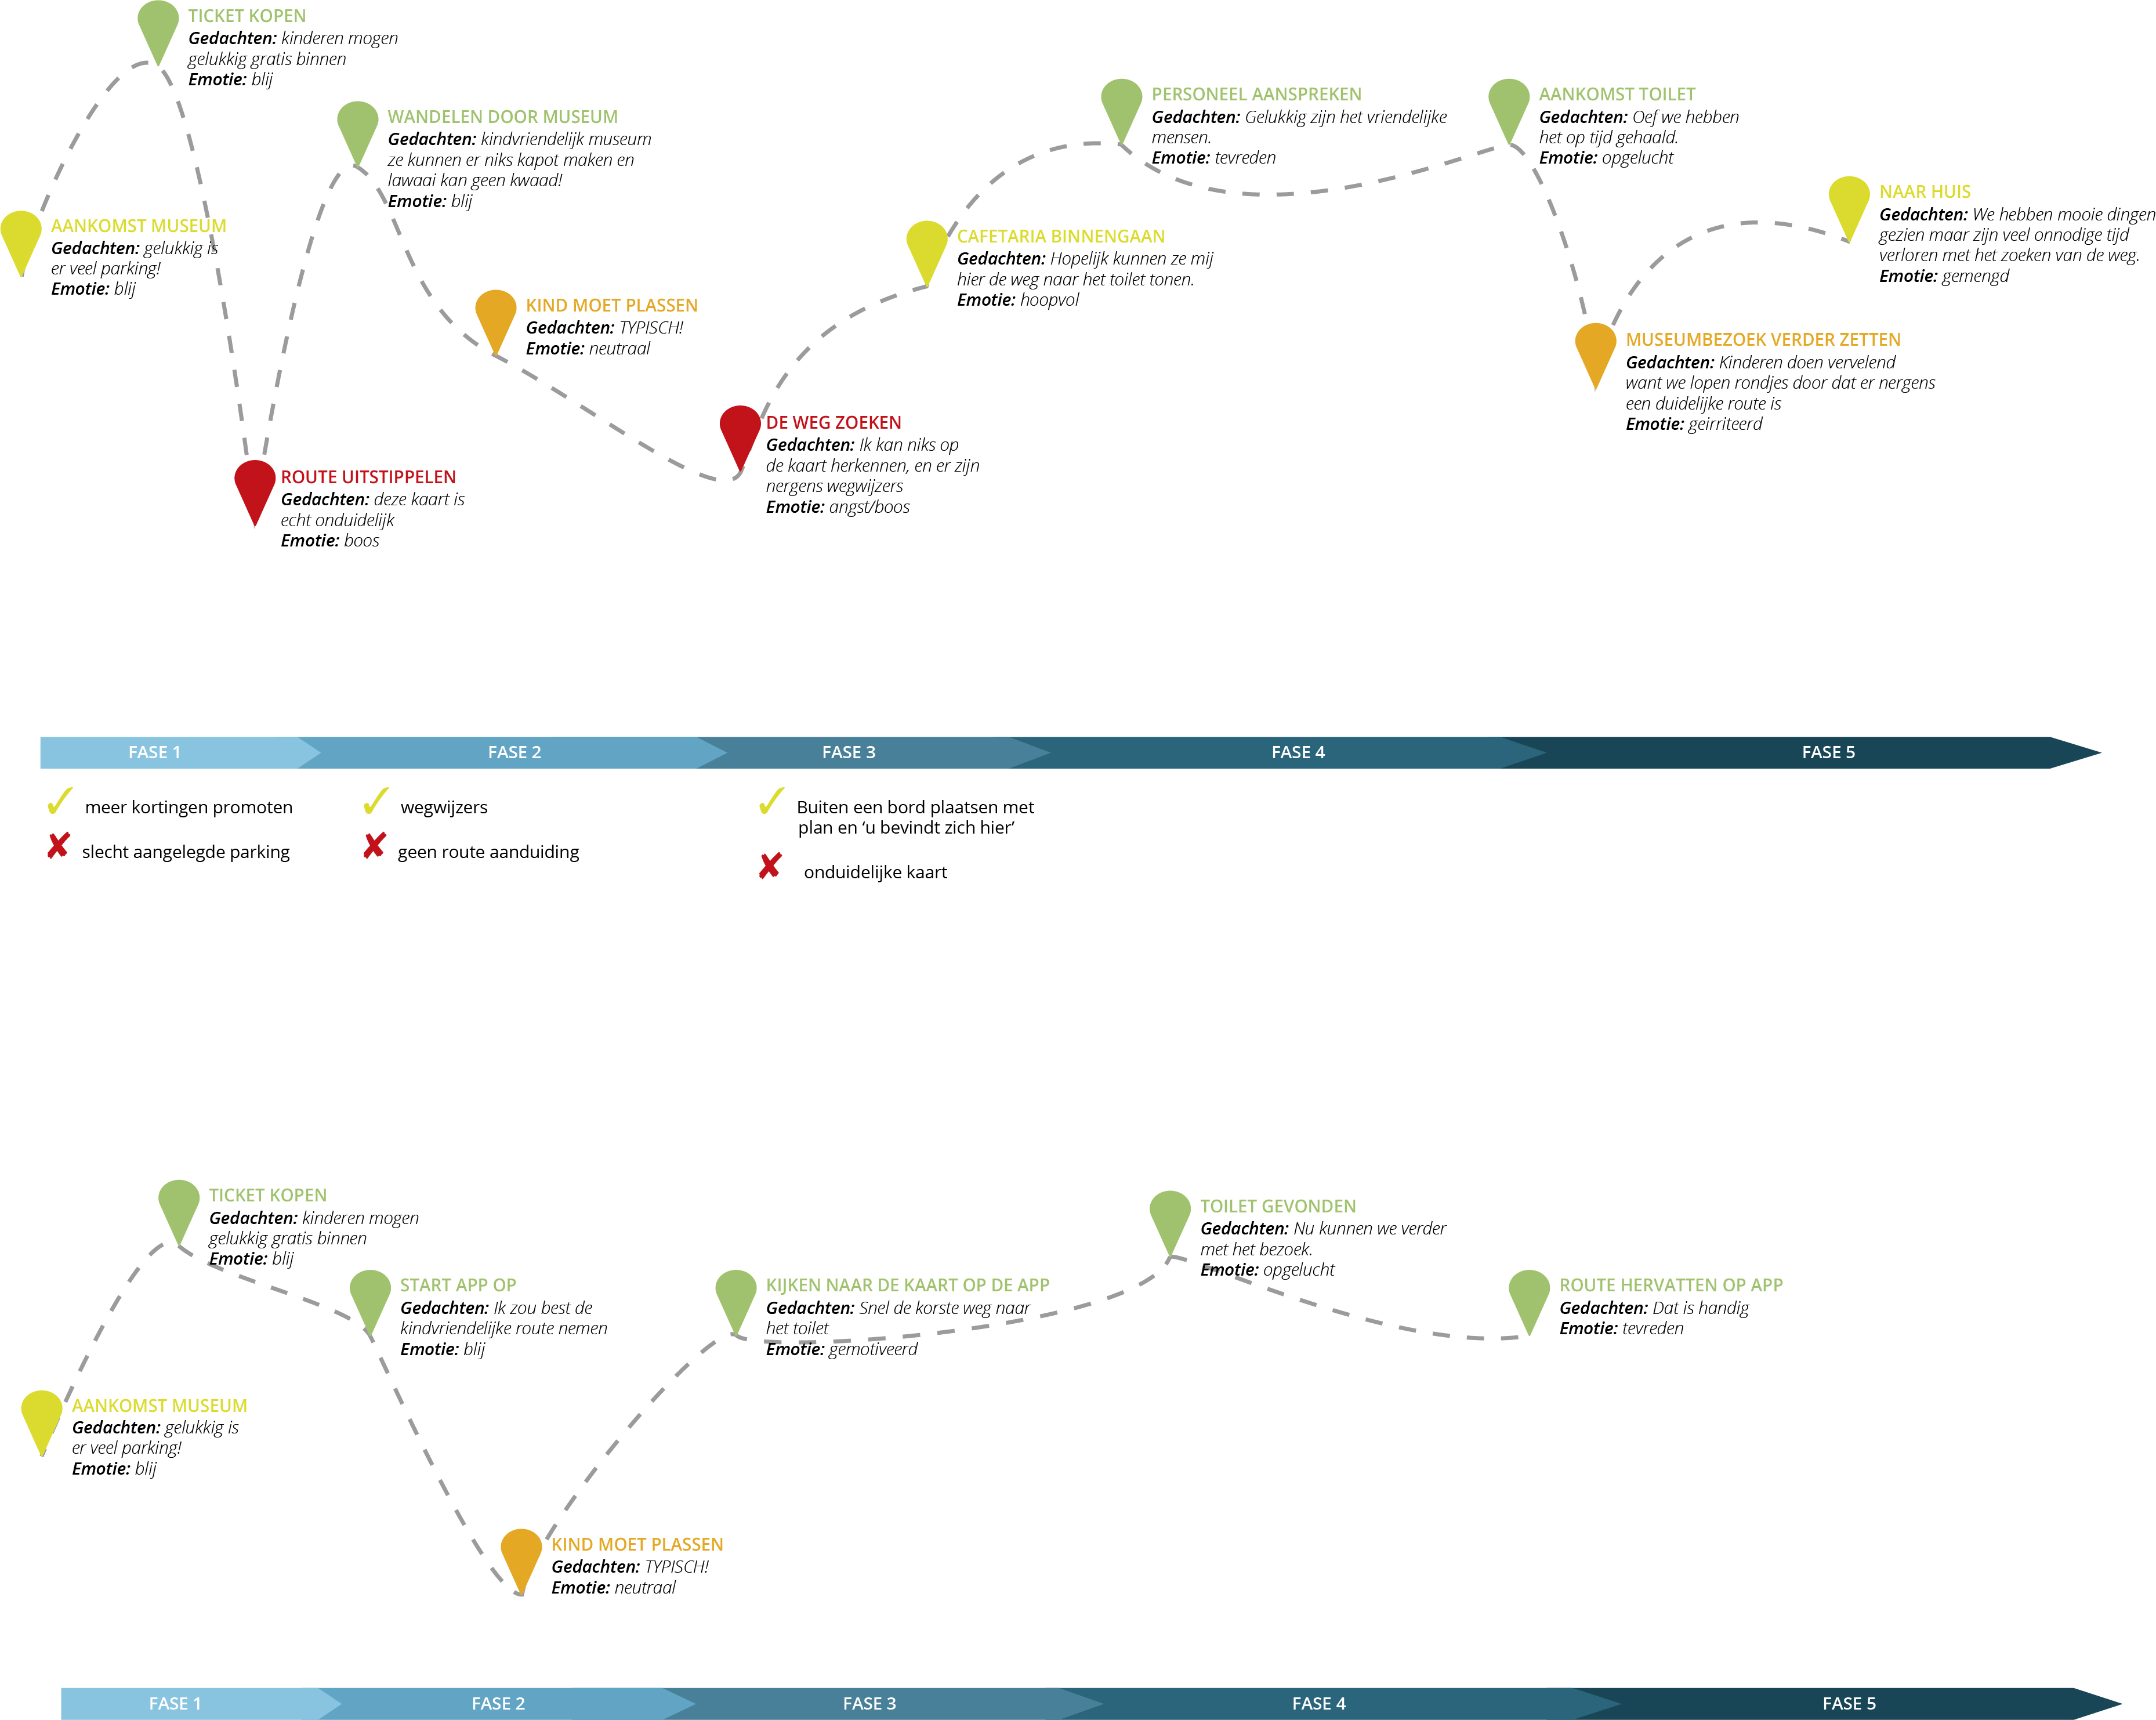 TICKET KOPEN
Gedachten: kinderen mogen
gelukkig gratis binnen
Emotie: blij
AANKOMST MUSEUM
Gedachten: gelukkig is
er veel parking!
Emotie: blij
ROUTE UITSTIPPELEN
Gedachten: deze kaart is
echt onduidelijk
Emotie: boos
WANDELEN DOOR MUSEUM
Gedachten: kindvriendelijk museum
ze kunnen er niks kapot maken en
lawaai kan geen kwaad!
Emotie: blij
KIND MOET PLASSEN
Gedachten: TYPISCH!
Emotie: neutraal
DE WEG ZOEKEN
Gedachten: Ik kan niks op
de kaart herkennen, en er zijn
nergens wegwijzers
Emotie: angst/boos
CAFETARIA BINNENGAAN
Gedachten: Hopelijk kunnen ze mij
hier de weg naar het toilet tonen.
Emotie: hoopvol
PERSONEEL AANSPREKEN
Gedachten: Gelukkig zijn het vriendelijke
mensen.
Emotie: tevreden
AANKOMST TOILET
Gedachten: Oef we hebben
het op tijd gehaald.
Emotie: opgelucht
MUSEUMBEZOEK VERDER ZETTEN
Gedachten: Kinderen doen vervelend
want we lopen rondjes door dat er nergens
een duidelijke route is
Emotie: geirriteerd
NAAR HUIS
Gedachten: We hebben mooie dingen
gezien maar zijn veel onnodige tijd
verloren met het zoeken van de weg.
Emotie: gemengd
FASE 1
FASE 2
FASE 3
FASE 4
FASE 5
meer kortingen promoten
slecht aangelegde parking
wegwijzers
geen route aanduiding
Buiten een bord plaatsen met
plan en ‘u bevindt zich hier’
onduidelijke kaart
TICKET KOPEN
Gedachten: kinderen mogen
gelukkig gratis binnen
Emotie: blij
AANKOMST MUSEUM
Gedachten: gelukkig is
er veel parking!
Emotie: blij
START APP OP
Gedachten: Ik zou best de
kindvriendelijke route nemen
Emotie: blij
KIND MOET PLASSEN
Gedachten: TYPISCH!
Emotie: neutraal
KIJKEN NAAR DE KAART OP DE APP
Gedachten: Snel de korste weg naar
het toilet
Emotie: gemotiveerd
TOILET GEVONDEN
Gedachten: Nu kunnen we verder
met het bezoek.
Emotie: opgelucht
ROUTE HERVATTEN OP APP
Gedachten: Dat is handig
Emotie: tevreden
FASE 1
FASE 2
FASE 3
FASE 4
FASE 5